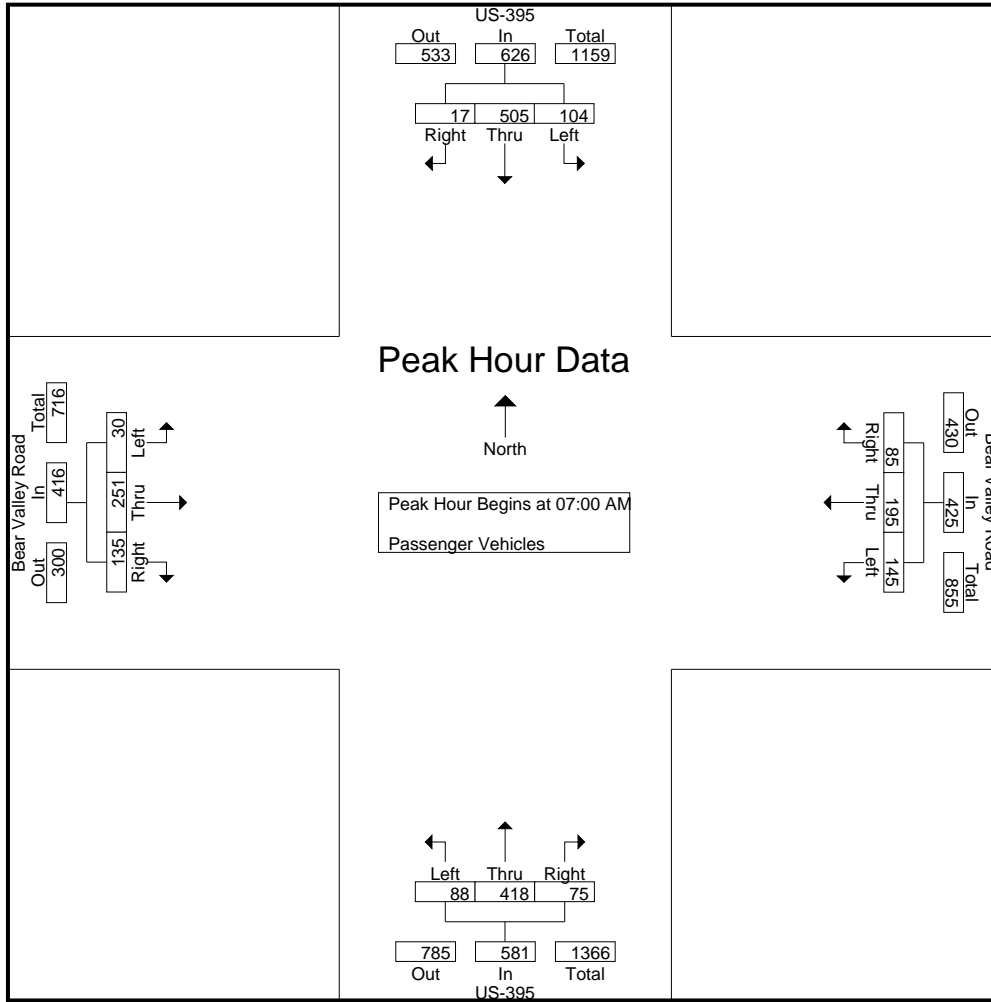 US-395
Out In Total
533 626 1159
17 505 104
Right Thru Left
Peak Hour Data
North
Peak Hour Begins at 07:00 AM
Passenger Vehicles
Bear Valley Road
Out In Total
300 416 716
135 251 30
Right Thru Left
Bear Valley Road
Out In Total
430 425 855
85 195 145
Right Thru Left
Left Thru Right
88 418 75
785 581 1366
Out In Total
US-395